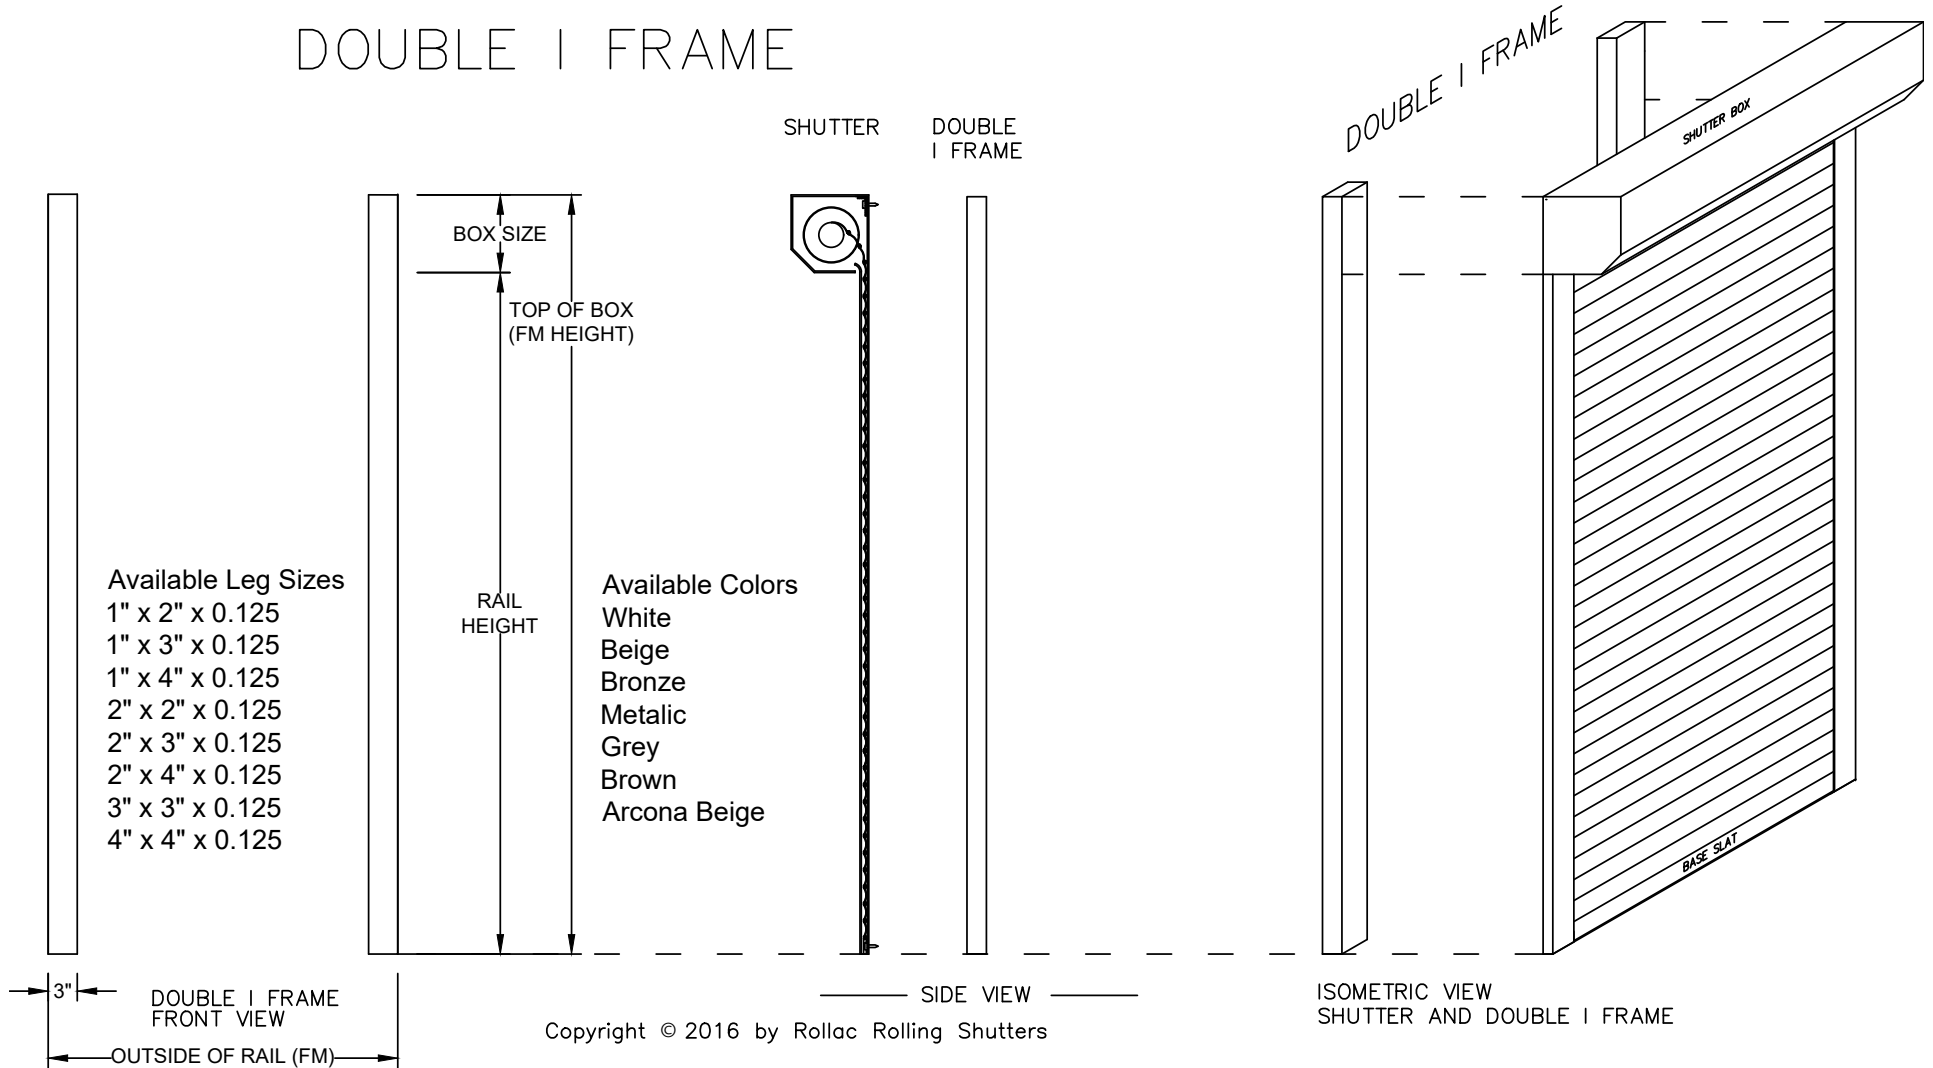 DOUBLE I FRAME
DOUBLE I FRAME
SHUTTER
DOUBLE
I FRAME
SHUTTER BOX
BOX SIZE
TOP OF BOX
(FM HEIGHT)
Available Leg Sizes
1" x 2" x 0.125
1" x 3" x 0.125
1" x 4" x 0.125
2" x 2" x 0.125
2" x 3" x 0.125
2" x 4" x 0.125
3" x 3" x 0.125
4" x 4" x 0.125
RAIL
HEIGHT
Available Colors
White
Beige
Bronze
Metalic
Grey
Brown
Arcona Beige
BASE SLAT
3"
DOUBLE I FRAME
FRONT VIEW
OUTSIDE OF RAIL (FM)
SIDE VIEW
Copyright © 2016 by Rollac Rolling Shutters
ISOMETRIC VIEW
SHUTTER AND DOUBLE I FRAME